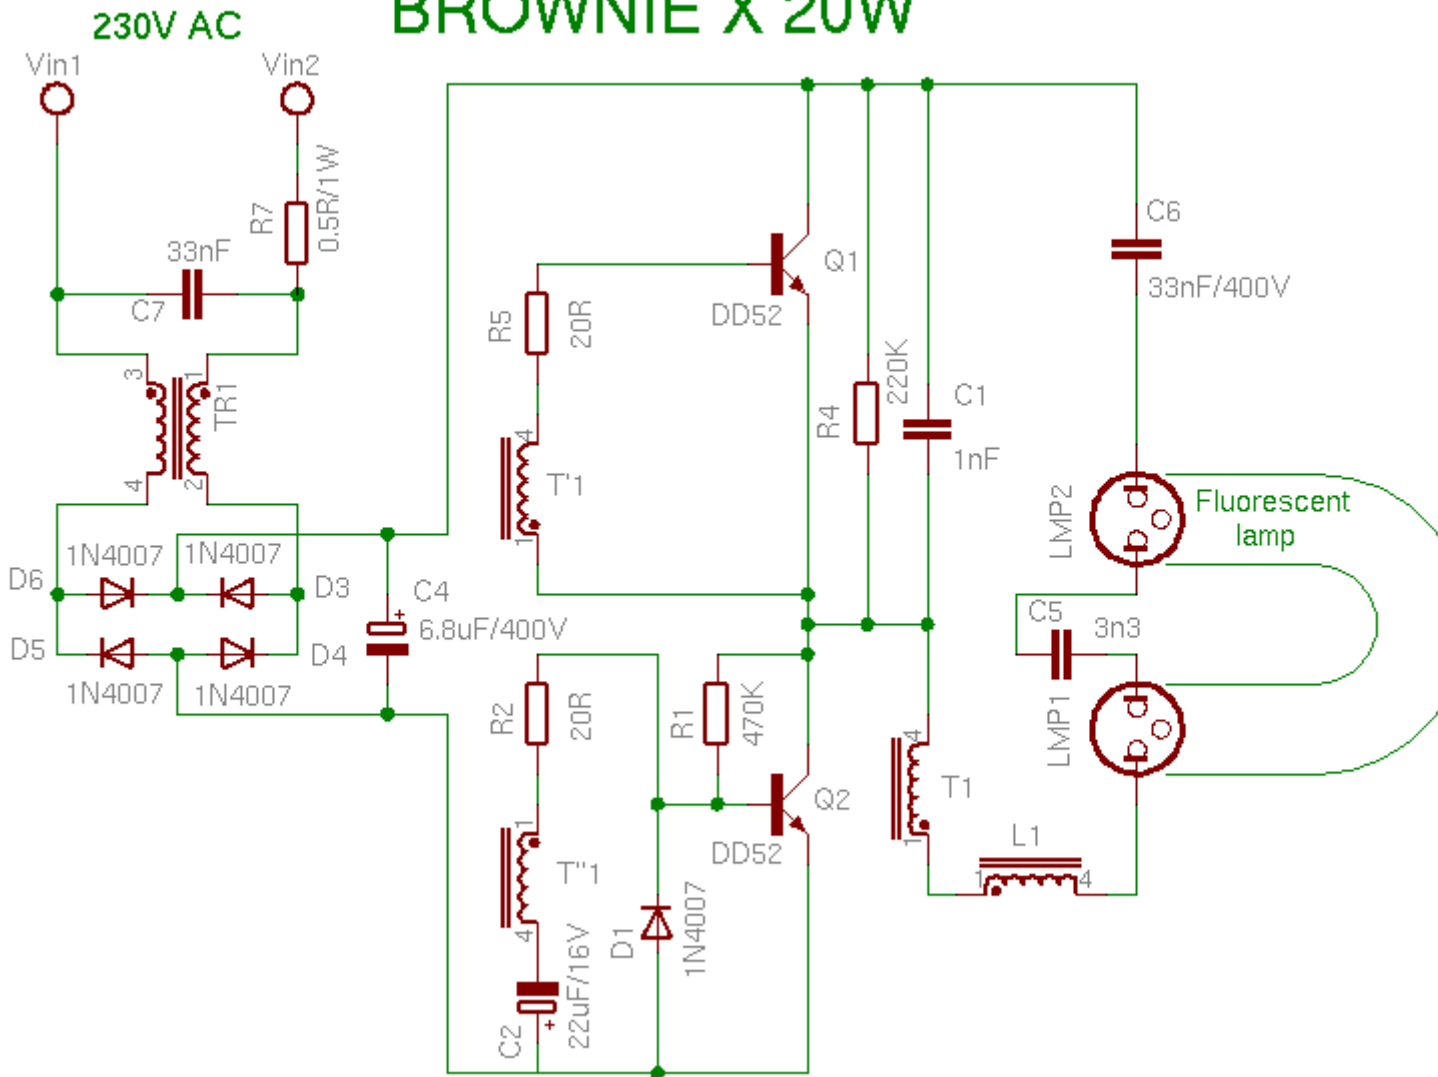 BROWNIE X 20W
230V AC
Vin1
Vin2
R7
0.5R/1W
33nF
C7
3
1
TR1
4
2
1N4007
1N4007
D6
D3
D5
D4
1N4007
1N4007
C4
+
6.8uF/400V
R5
20R
4
T'1
1
Q1
DD52
R4
220K
C1
1nF
C6
33nF/400V
LMP2
Fluorescent
lamp
C5
3n3
LMP1
R2
20R
R1
470K
Q2
DD52
1
T"1
4
C2
+
22uF/16V
D1
1N4007
4
T1
1
L1
1
4